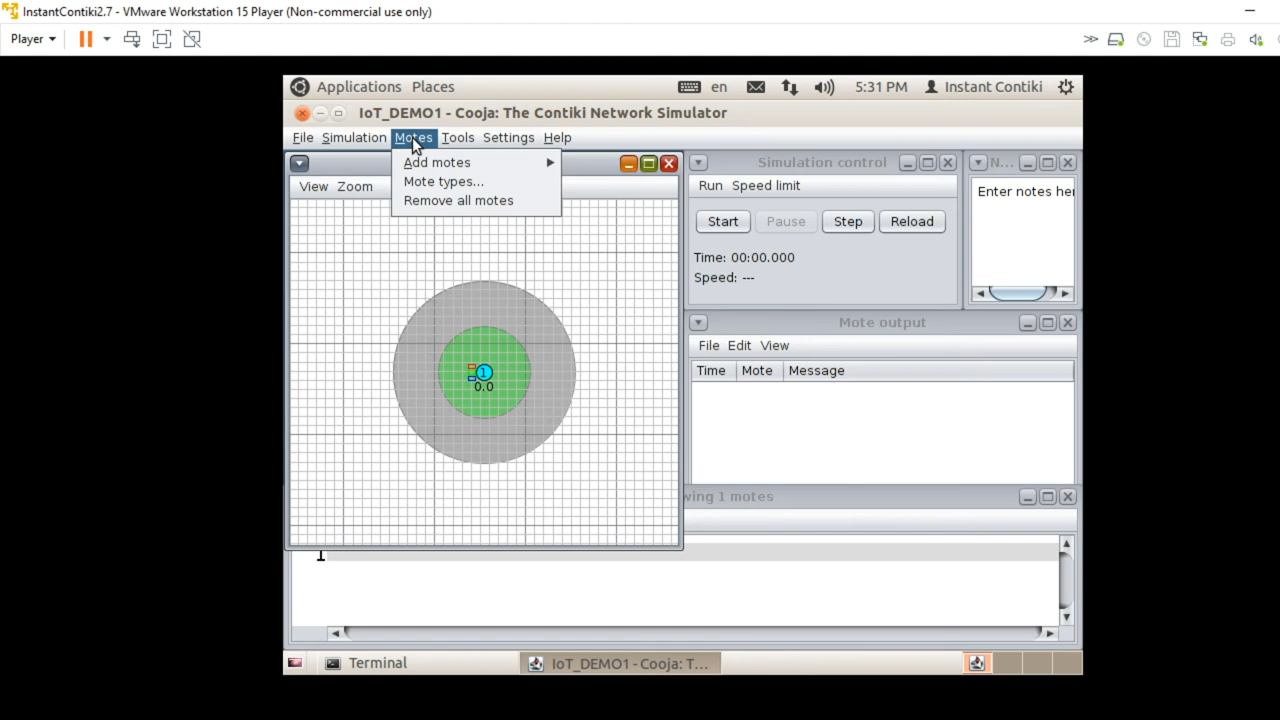 InstantContiki2.7 - VMware Workstation 15 Player (Non-commercial use only)
Player
Applications Places en 5:31 PM Instant Contiki
IoT_DEMO1 - Cooja: The Contiki Network Simulator
File Simulation Motes Tools Settings Help
Add motes
Mote types...
Remove all motes
View Zoom
1
0.0
Simulation control
Run Speed limit
Start Pause Step Reload
Time: 00:00.000
Speed: ---
N...
Enter notes her
Mote output
File Edit View
Time Mote Message
wing 1 motes
1
Terminal IoT_DEMO1 - Cooja: T...